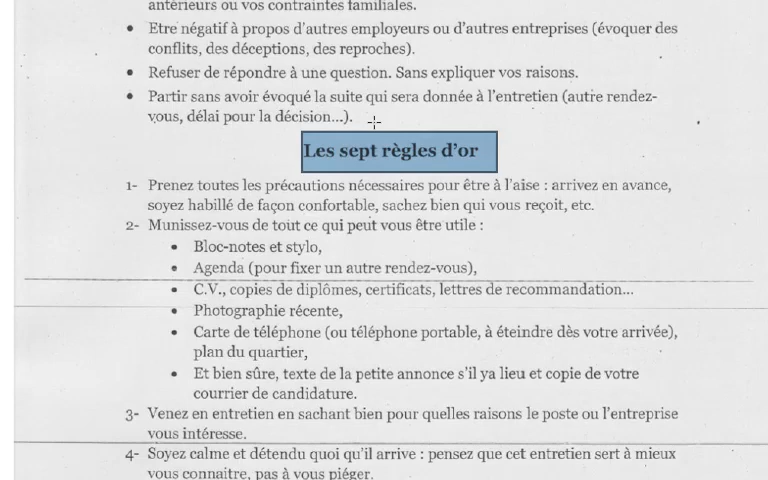 antérieurs ou vos contraintes familiales.
• Etre négatif à propos d'autres employeurs ou d'autres entreprises (évoquer des
conflits, des déceptions, des reproches).
• Refuser de répondre à une question. Sans expliquer vos raisons.
• Partir sans avoir évoqué la suite qui sera donnée à l'entretien (autre rendez-
vous, délai pour la décision...).
Les sept règles d'or
1- Prenez toutes les précautions nécessaires pour être à l'aise : arrivez en avance,
soyez habillé de façon confortable, sachez bien qui vous reçoit, etc.
2- Munissez-vous de tout ce qui peut vous être utile :
• Bloc-notes et stylo,
• Agenda (pour fixer un autre rendez-vous),
• C.V., copies de diplômes, certificats, lettres de recommandation...
• Photographie récente,
• Carte de téléphone (ou téléphone portable, à éteindre dès votre arrivée),
plan du quartier,
• Et bien sûre, texte de la petite annonce s'il ya lieu et copie de votre
courrier de candidature.
3- Venez en entretien en sachant bien pour quelles raisons le poste ou l'entreprise
vous intéresse.
4- Soyez calme et détendu quoi qu'il arrive : pensez que cet entretien sert à mieux
vous connaitre, pas à vous piéger.